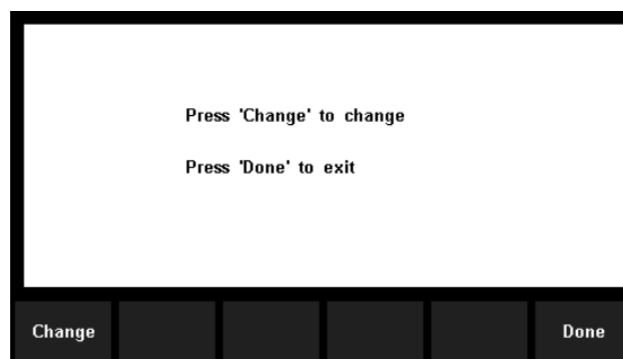 Press 'Change' to change
Press 'Done' to exit
Change
Done